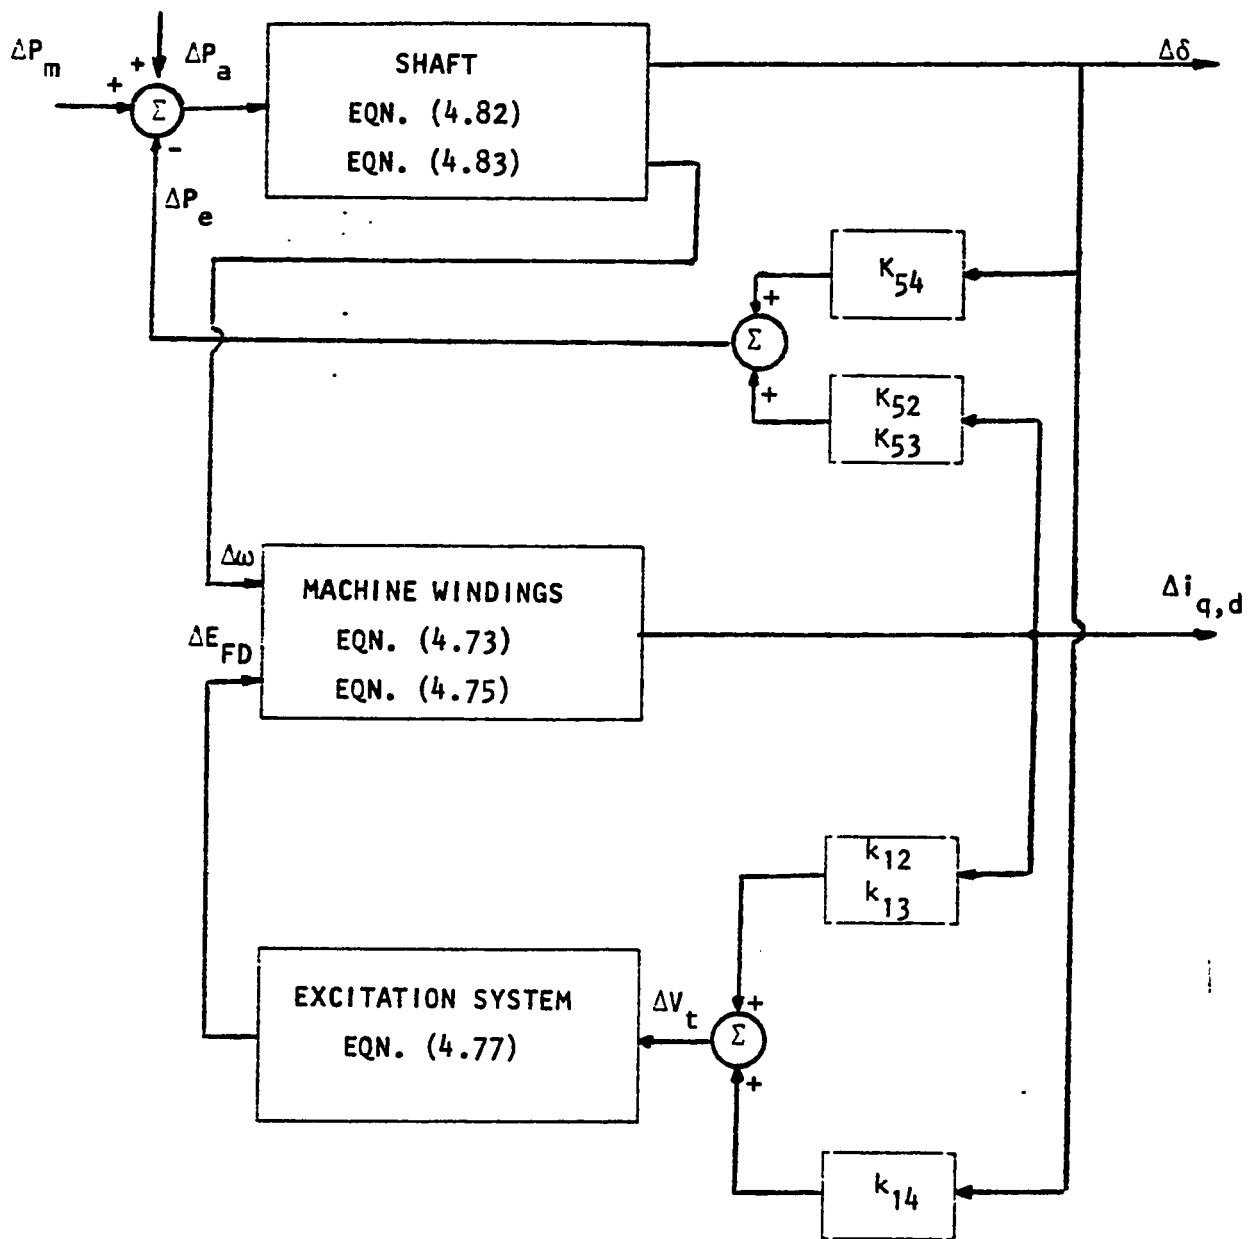 ΔP_m
+
+
ΔP_a
Σ
-
SHAFT
EQN. (4.82)
EQN. (4.83)
Δδ
ΔP_e
K_54
+
Σ
+
K_52
K_53
Δω
MACHINE WINDINGS
EQN. (4.73)
EQN. (4.75)
ΔE_FD
Δi_q,d
k_12
k_13
EXCITATION SYSTEM
EQN. (4.77)
ΔV_t
+
Σ
+
k_14